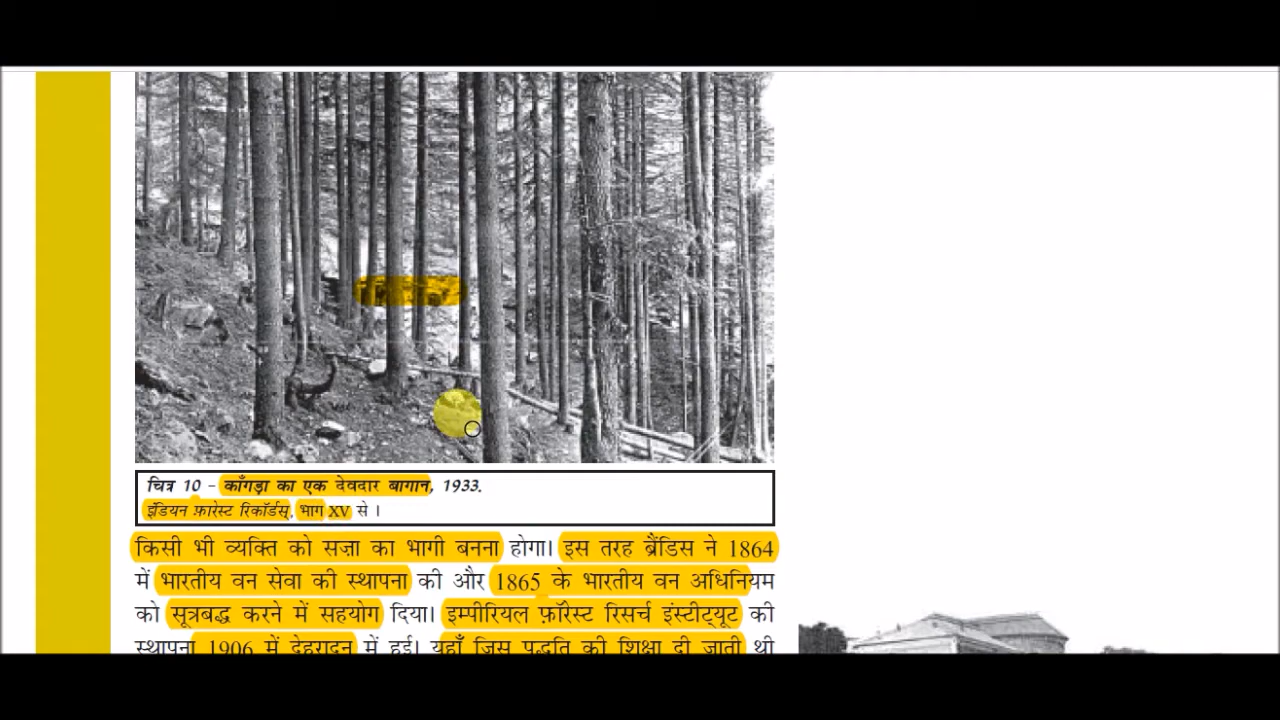 चित्र 10 – काँगड़ा का एक देवदार बागान, 1933.
इंडियन फ़ारेस्ट रिकॉर्डस्, भाग XV से ।
किसी भी व्यक्ति को सज़ा का भागी बनना होगा। इस तरह ब्रैंडिस ने 1864
में भारतीय वन सेवा की स्थापना की और 1865 के भारतीय वन अधिनियम
को सूत्रबद्ध करने में सहयोग दिया। इम्पीरियल फ़ॉरेस्ट रिसर्च इंस्टीट्यूट की
स्थापना 1906 में देहरादून में हुई। यहाँ जिस पद्धति की शिक्षा दी जाती थी